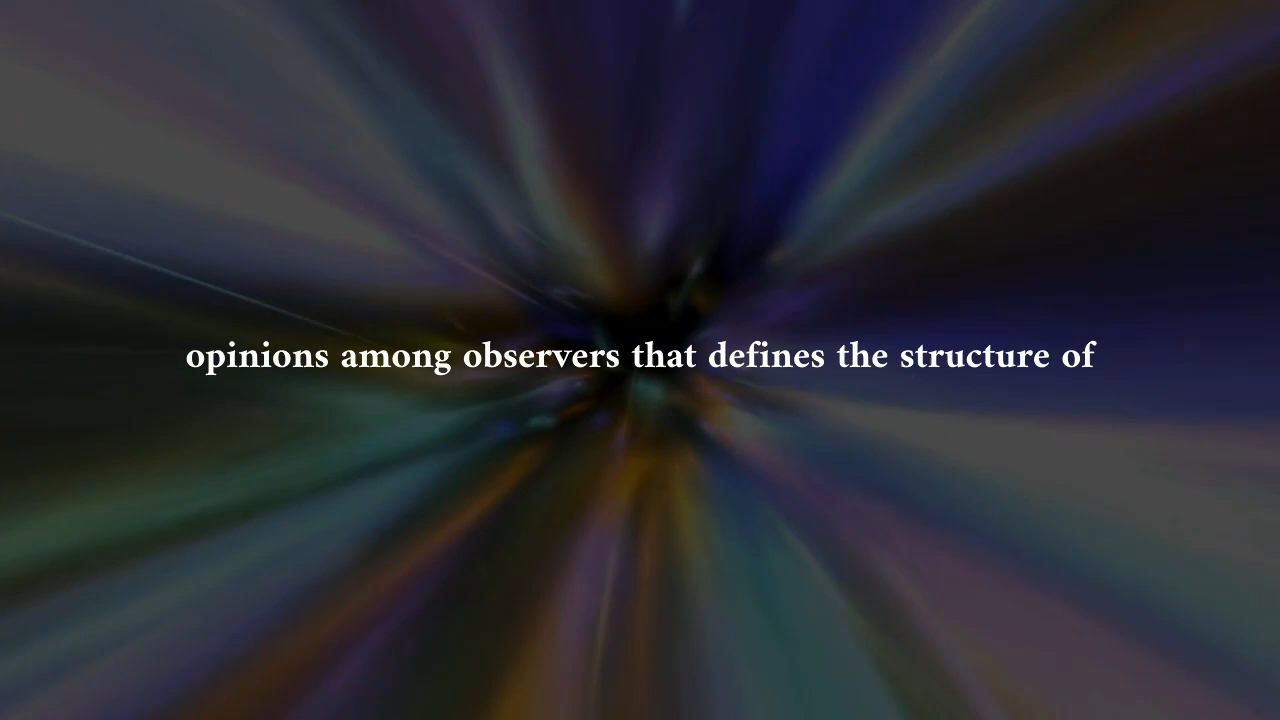 opinions among observers that defines the structure of